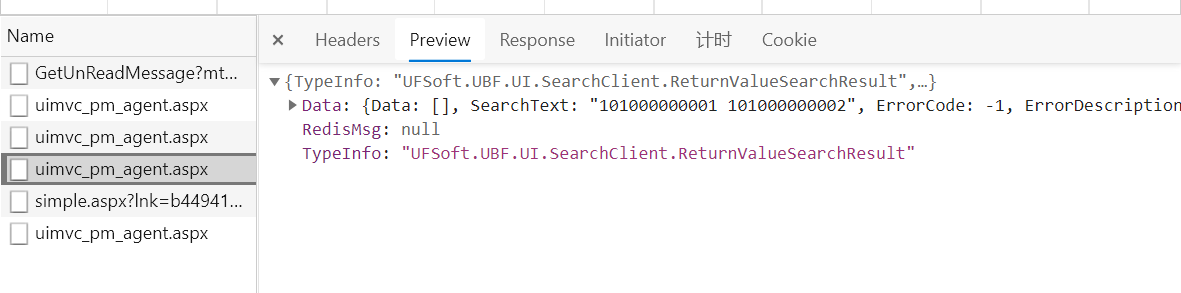 Name
GetUnReadMessage?mt...
uimvc_pm_agent.aspx
uimvc_pm_agent.aspx
uimvc_pm_agent.aspx
simple.aspx?lnk=b44941...
uimvc_pm_agent.aspx
× Headers Preview Response Initiator 计时 Cookie
▼{TypeInfo: "UFSoft.UBF.UI.SearchClient.ReturnValueSearchResult",…}
▶Data: {Data: [], SearchText: "101000000001 101000000002", ErrorCode: -1, ErrorDescription
RedisMsg: null
TypeInfo: "UFSoft.UBF.UI.SearchClient.ReturnValueSearchResult"